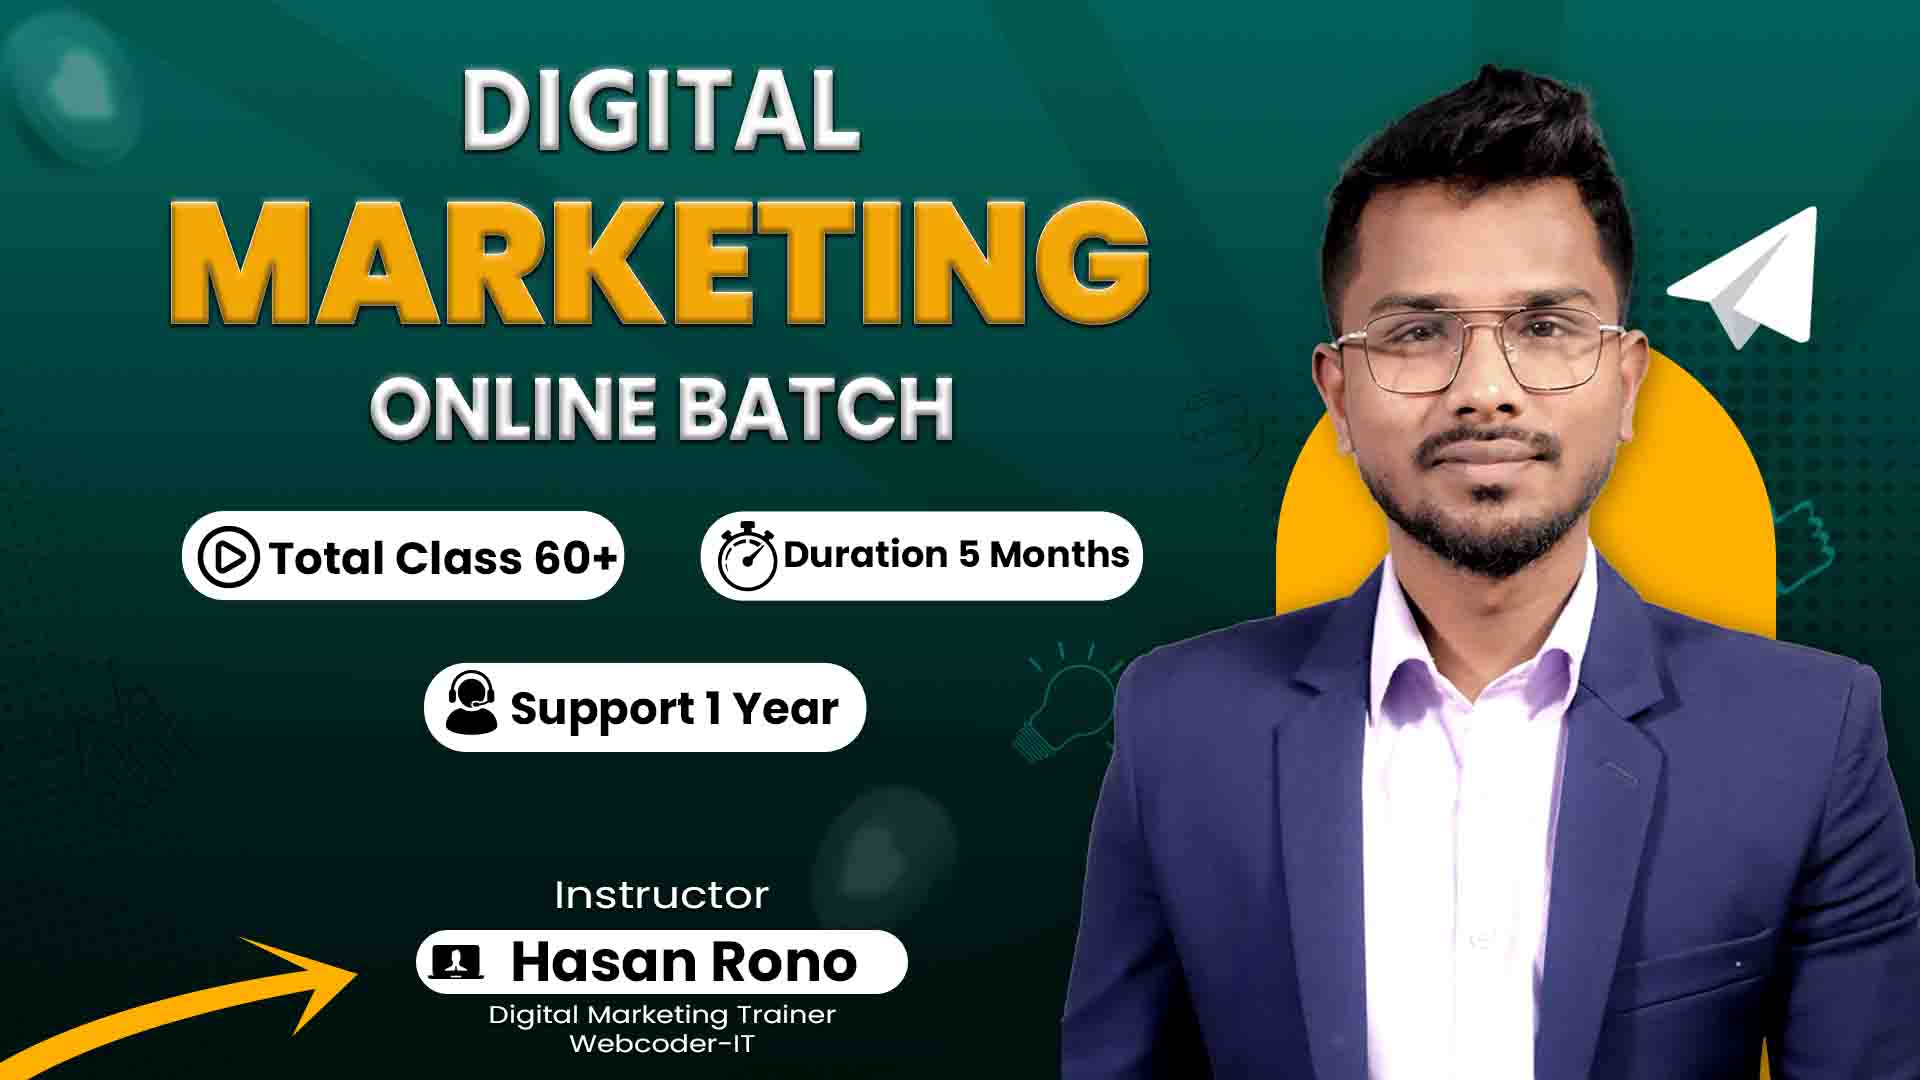 DIGITAL
MARKETING
ONLINE BATCH
Total Class 60+
Duration 5 Months
Support 1 Year
Instructor
Hasan Rono
Digital Marketing Trainer
Webcoder-IT